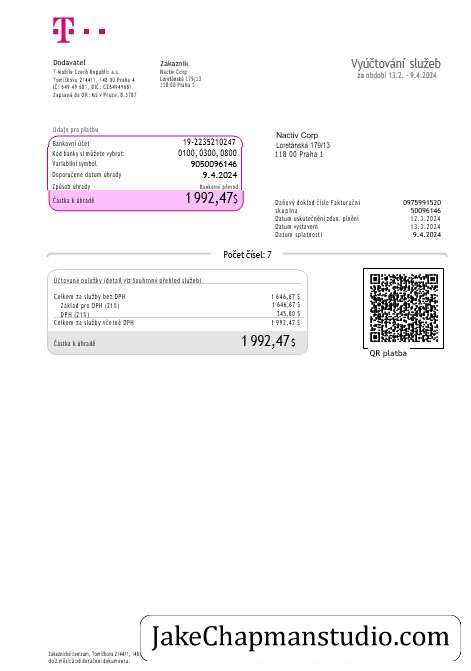 T
Dodavatel
T-Mobile Czech Republic a.s.
Tomíčkova 2144/1, 148 00 Praha 4
IČ: 649 49 681, DIČ: CZ64949681
Zapsaná do OR: MS v Praze, B.3787
Zákazník
Nactiv Corp
Loretánská 179/13
118 00 Praha 1
Vyúčtování služeb
za období 13.2. - 9.4.2024
Údaje pro platbu
Bankovní účet 19-2235210247
Kód banky si můžete vybrat: 0100, 0300, 0800
Variabilní symbol 9050096146
Doporučené datum úhrady 9.4.2024
Způsob úhrady Bankovní převod
Částka k úhradě 1 992,47$
Nactiv Corp
Loretánská 179/13
118 00 Praha 1
Daňový doklad číslo Fakturační 0975991520
skupina 50096146
Datum uskutečnění zdan. plnění 12.3.2024
Datum vystavení 13.3.2024
Datum splatnosti 9.4.2024
Počet čísel: 7
Účtované položky (detail viz Souhrnný přehled služeb)
Celkem za služby bez DPH 1 646,67 $
Základ pro DPH (21%) 1 646,67 $
DPH (21%) 345,80 $
Celkem za služby včetně DPH 1 992,47 $
Částka k úhradě 1 992,47 $
QR platba
JakeChapmanstudio.com
Zákaznické centrum, Tomíčkova 2144/1, 148
do 2 měsíců od doručení dokumentu.